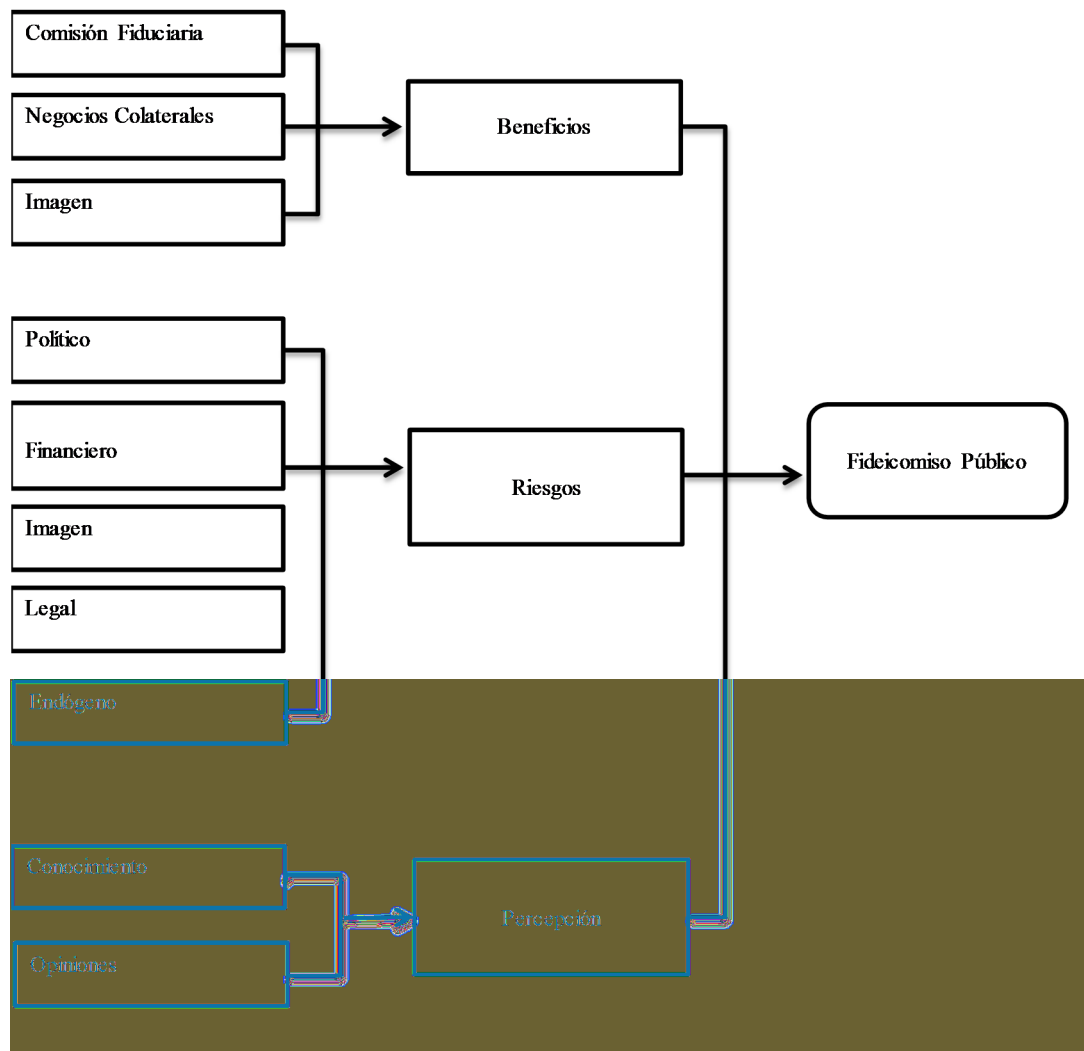 Comisión Fiduciaria
Negocios Colaterales
Imagen
Beneficios
Político
Financiero
Imagen
Legal
Endógeno
Riesgos
Conocimiento
Opiniones
Percepción
Fideicomiso Público